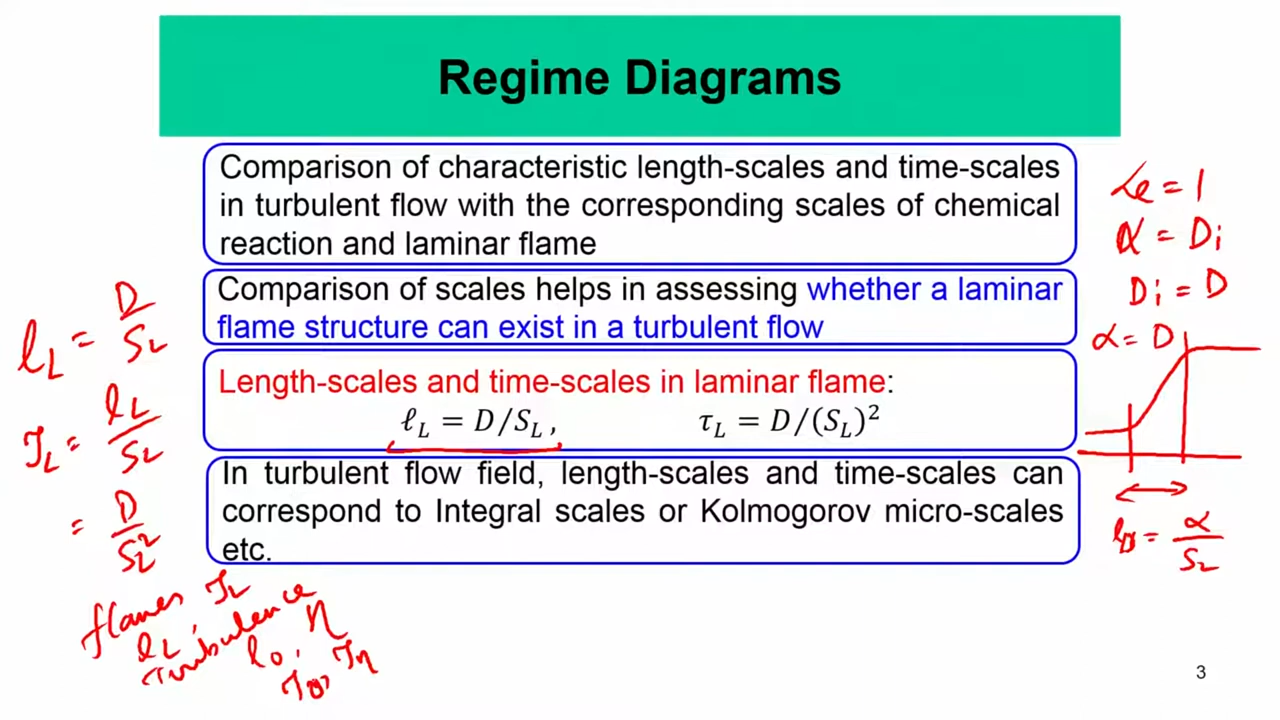 Regime Diagrams
Comparison of characteristic length-scales and time-scales
in turbulent flow with the corresponding scales of chemical
reaction and laminar flame
Comparison of scales helps in assessing whether a laminar
flame structure can exist in a turbulent flow
Length-scales and time-scales in laminar flame:
ℓ_L = D/S_L , τ_L = D/(S_L)²
In turbulent flow field, length-scales and time-scales can
correspond to Integral scales or Kolmogorov micro-scales
etc.
ℓ_L = D/S_L
τ_L = ℓ_L/S_L
= D/S_L²
flames τ_L
ℓ_L,
Turbulence
ℓ_0, η
τ_0, τ_η
Le = 1
α = Di
Di = D
α = D
= α/S_L
3